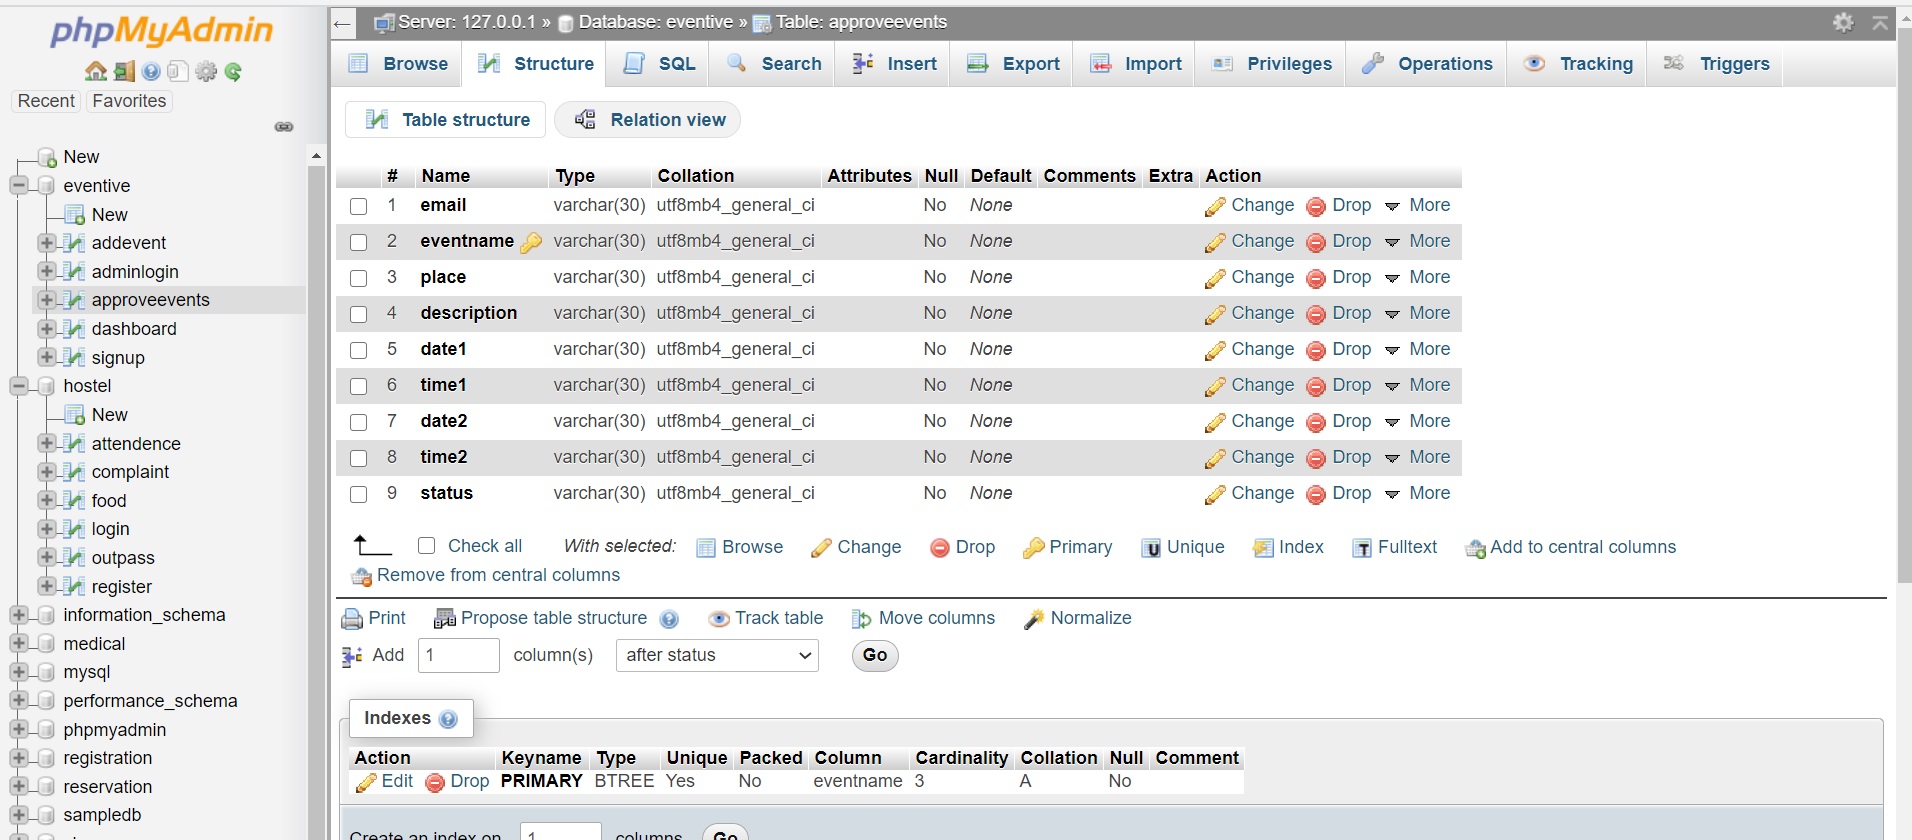 phpMyAdmin
Recent Favorites
New
eventive
New
addevent
adminlogin
approveevents
dashboard
signup
hostel
New
attendence
complaint
food
login
outpass
register
information_schema
medical
mysql
performance_schema
phpmyadmin
registration
reservation
sampledb
Server: 127.0.0.1 » Database: eventive » Table: approveevents
Browse Structure SQL Search Insert Export Import Privileges Operations Tracking Triggers
Table structure Relation view
# Name Type Collation Attributes Null Default Comments Extra Action
1 email varchar(30) utf8mb4_general_ci No None Change Drop More
2 eventname varchar(30) utf8mb4_general_ci No None Change Drop More
3 place varchar(30) utf8mb4_general_ci No None Change Drop More
4 description varchar(30) utf8mb4_general_ci No None Change Drop More
5 date1 varchar(30) utf8mb4_general_ci No None Change Drop More
6 time1 varchar(30) utf8mb4_general_ci No None Change Drop More
7 date2 varchar(30) utf8mb4_general_ci No None Change Drop More
8 time2 varchar(30) utf8mb4_general_ci No None Change Drop More
9 status varchar(30) utf8mb4_general_ci No None Change Drop More
Check all With selected: Browse Change Drop Primary Unique Index Fulltext Add to central columns
Remove from central columns
Print Propose table structure Track table Move columns Normalize
Add 1 column(s) after status Go
Indexes
Action Keyname Type Unique Packed Column Cardinality Collation Null Comment
Edit Drop PRIMARY BTREE Yes No eventname 3 A No
Create an index on 1 columns Go